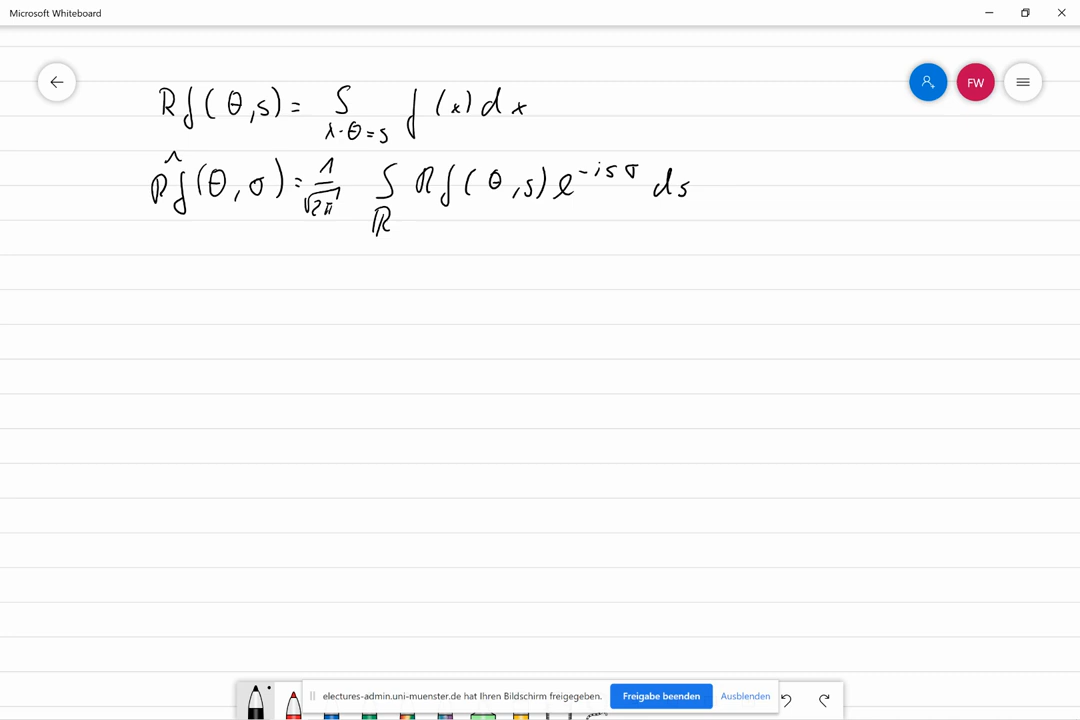 Microsoft Whiteboard
FW
Rf(θ,s) = ∫_{x·θ=s} f(x)dx
R̂f(θ,σ) = 1/√2π ∫_ℝ Rf(θ,s) e^{-isσ} ds
electures-admin.uni-muenster.de hat Ihren Bildschirm freigegeben. Freigabe beenden Ausblenden